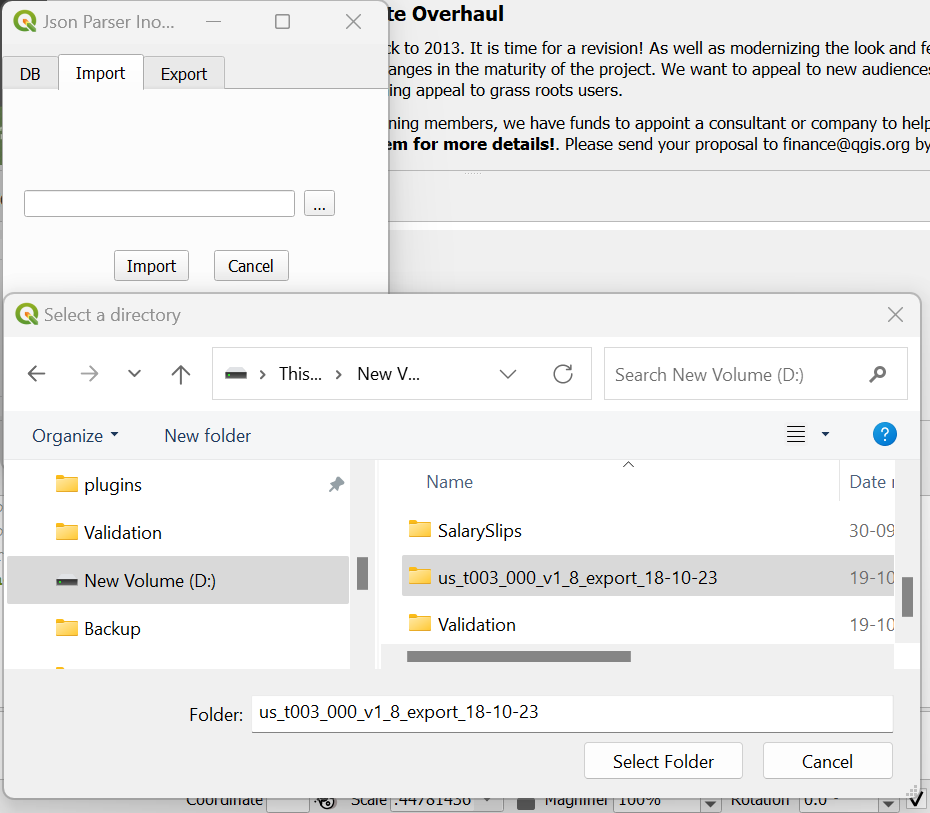 Json Parser Ino...
te Overhaul
DB
Import
Export
ck to 2013. It is time for a revision! As well as modernizing the look and fe
anges in the maturity of the project. We want to appeal to new audiences
ing appeal to grass roots users.
ning members, we have funds to appoint a consultant or company to help
em for more details!. Please send your proposal to finance@qgis.org by
...
Import
Cancel
Select a directory
This...
New V...
Search New Volume (D:)
Organize
New folder
?
plugins
Name
Date
Validation
SalarySlips
30-09
New Volume (D:)
us_t003_000_v1_8_export_18-10-23
19-10
Backup
Validation
19-10
Folder:
us_t003_000_v1_8_export_18-10-23
Select Folder
Cancel
Coordinate
Scale
:44781436
Magnifier
100%
Rotation
0.0 °